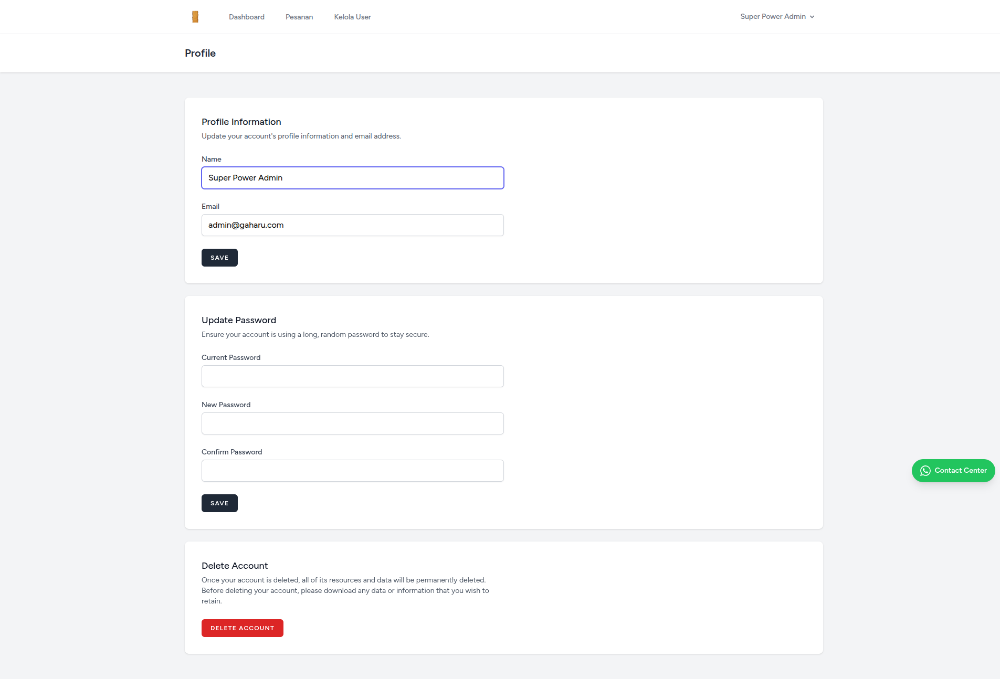 Dashboard
Pesanan
Kelola User
Super Power Admin
Profile
Profile Information
Update your account's profile information and email address.
Name
Super Power Admin
Email
admin@gaharu.com
SAVE
Update Password
Ensure your account is using a long, random password to stay secure.
Current Password
New Password
Confirm Password
Contact Center
SAVE
Delete Account
Once your account is deleted, all of its resources and data will be permanently deleted.
Before deleting your account, please download any data or information that you wish to
retain.
DELETE ACCOUNT